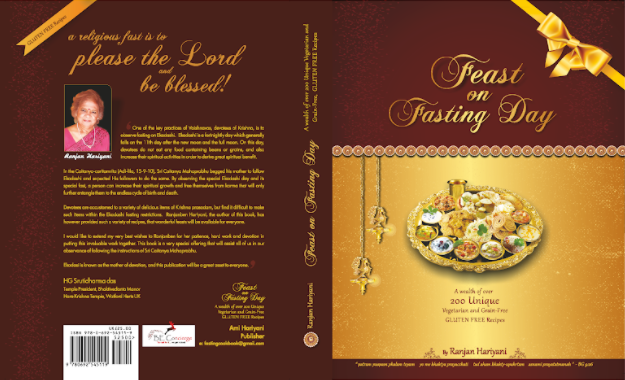 GLUTEN FREE Recipes
a religious fast is to
please the Lord
and
be blessed!
Ranjan Hariyani
One of the key practices of Vaishnavas, devotees of Krishna, is to
observe fasting on Ekadashi. Ekadashi is a fortnightly day which generally
falls on the 11th day after the new moon and the full moon. On this day,
devotees do not eat any food containing beans or grains, and also
increase their spiritual activities in order to derive great spiritual benefit.
In the Caitanya-caritamrta (Adi-lila, 15-9-10), Sri Caitanya Mahaprabhu begged His mother to follow
Ekadashi and expected His followers to do the same. By observing the special Ekadashi day and its
special fast, a person can increase their spiritual growth and free themselves from karma that will only
further entangle them to the endless cycle of birth and death.
Devotees are accustomed to a variety of delicious items of Krishna prasadam, but find it difficult to make
such items within the Ekadashi fasting restrictions. Ranjanben Hariyani, the author of this book, has
however provided such a variety of recipes, that wonderful feasts will be available for everyone.
I would like to extend my very best wishes to Ranjanben for her patience, hard work and devotion in
putting this invaluable work together. This book is a very special offering that will assist all of us in our
observance of following the instructions of Sri Caitanya Mahaprabhu.
Ekadasi is known as the mother of devotion, and this publication will be a great asset to everyone.
HG Srutidharma das
Temple President, Bhaktivedanta Manor
Hare Krishna Temple, Watford Herts UK
Feast
on
Fasting Day
A wealth of over
200 Unique
Vegetarian and Grain-Free
GLUTEN FREE Recipes
Ami Hariyani
Publisher
A wealth of over 200 Unique Vegetarian and
Grain-Free, GLUTEN FREE Recipes
Feast on Fasting Day
Ranjan Hariyani
Feast
on
Fasting Day
A wealth of over
200 Unique
Vegetarian and Grain-Free
GLUTEN FREE Recipes
By Ranjan Hariyani